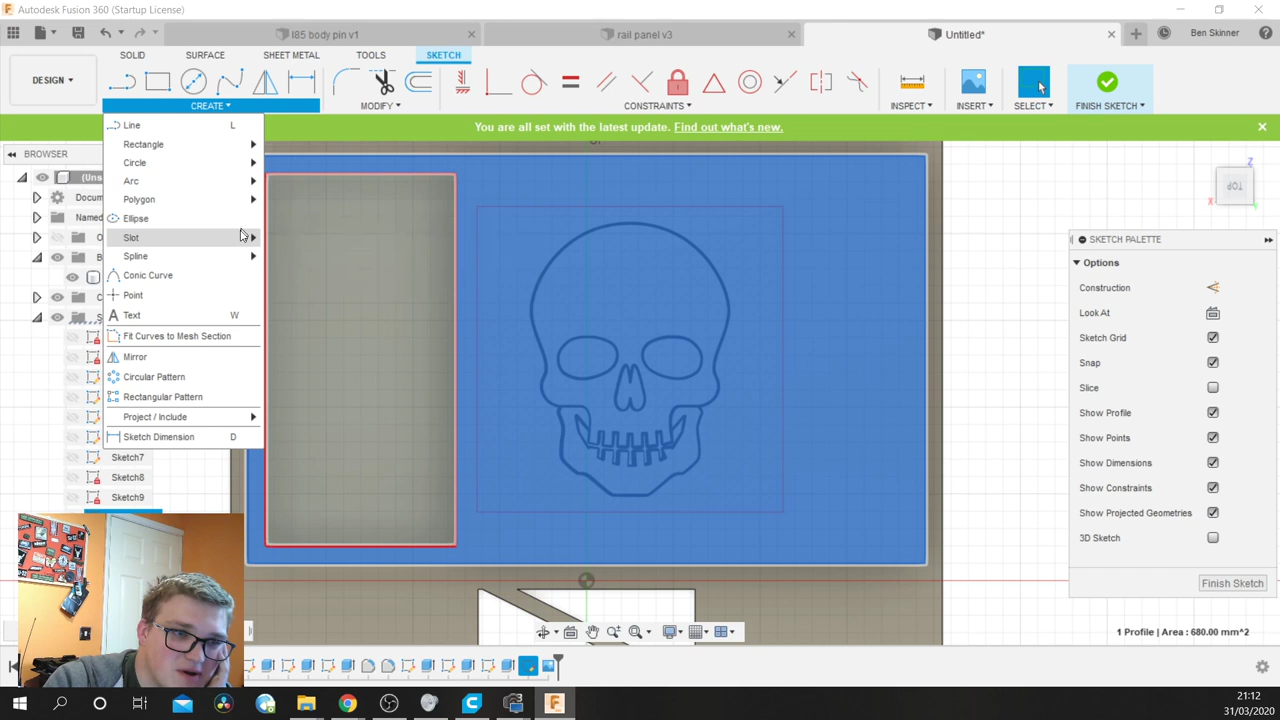 Autodesk Fusion 360 (Startup License)
I85 body pin v1
rail panel v3
Untitled*
Ben Skinner
DESIGN
SOLID
SURFACE
SHEET METAL
TOOLS
SKETCH
CREATE
MODIFY
CONSTRAINTS
INSPECT
INSERT
SELECT
FINISH SKETCH
You are all set with the latest update. Find out what's new.
BROWSER
Docum
Named
Line L
Rectangle
Circle
Arc
Polygon
Ellipse
Slot
Spline
Conic Curve
Point
Text W
Fit Curves to Mesh Section
Mirror
Circular Pattern
Rectangular Pattern
Project / Include
Sketch Dimension D
Sketch7
Sketch8
Sketch9
TOP
Z
X
Y
SKETCH PALETTE
Options
Construction
Look At
Sketch Grid
Snap
Slice
Show Profile
Show Points
Show Dimensions
Show Constraints
Show Projected Geometries
3D Sketch
Finish Sketch
1 Profile | Area : 680.00 mm^2
21:12
31/03/2020